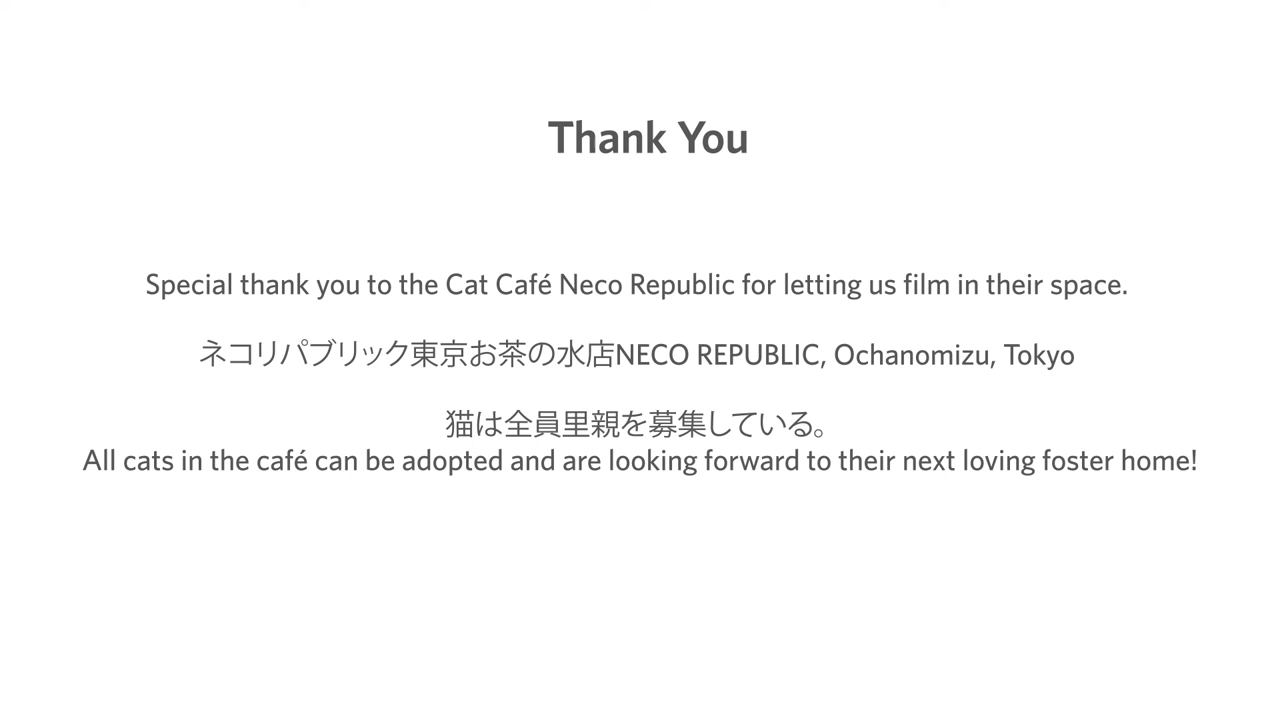 Thank You
Special thank you to the Cat Café Neco Republic for letting us film in their space.
ネコリパブリック東京お茶の水店NECO REPUBLIC, Ochanomizu, Tokyo
猫は全員里親を募集している。
All cats in the café can be adopted and are looking forward to their next loving foster home!